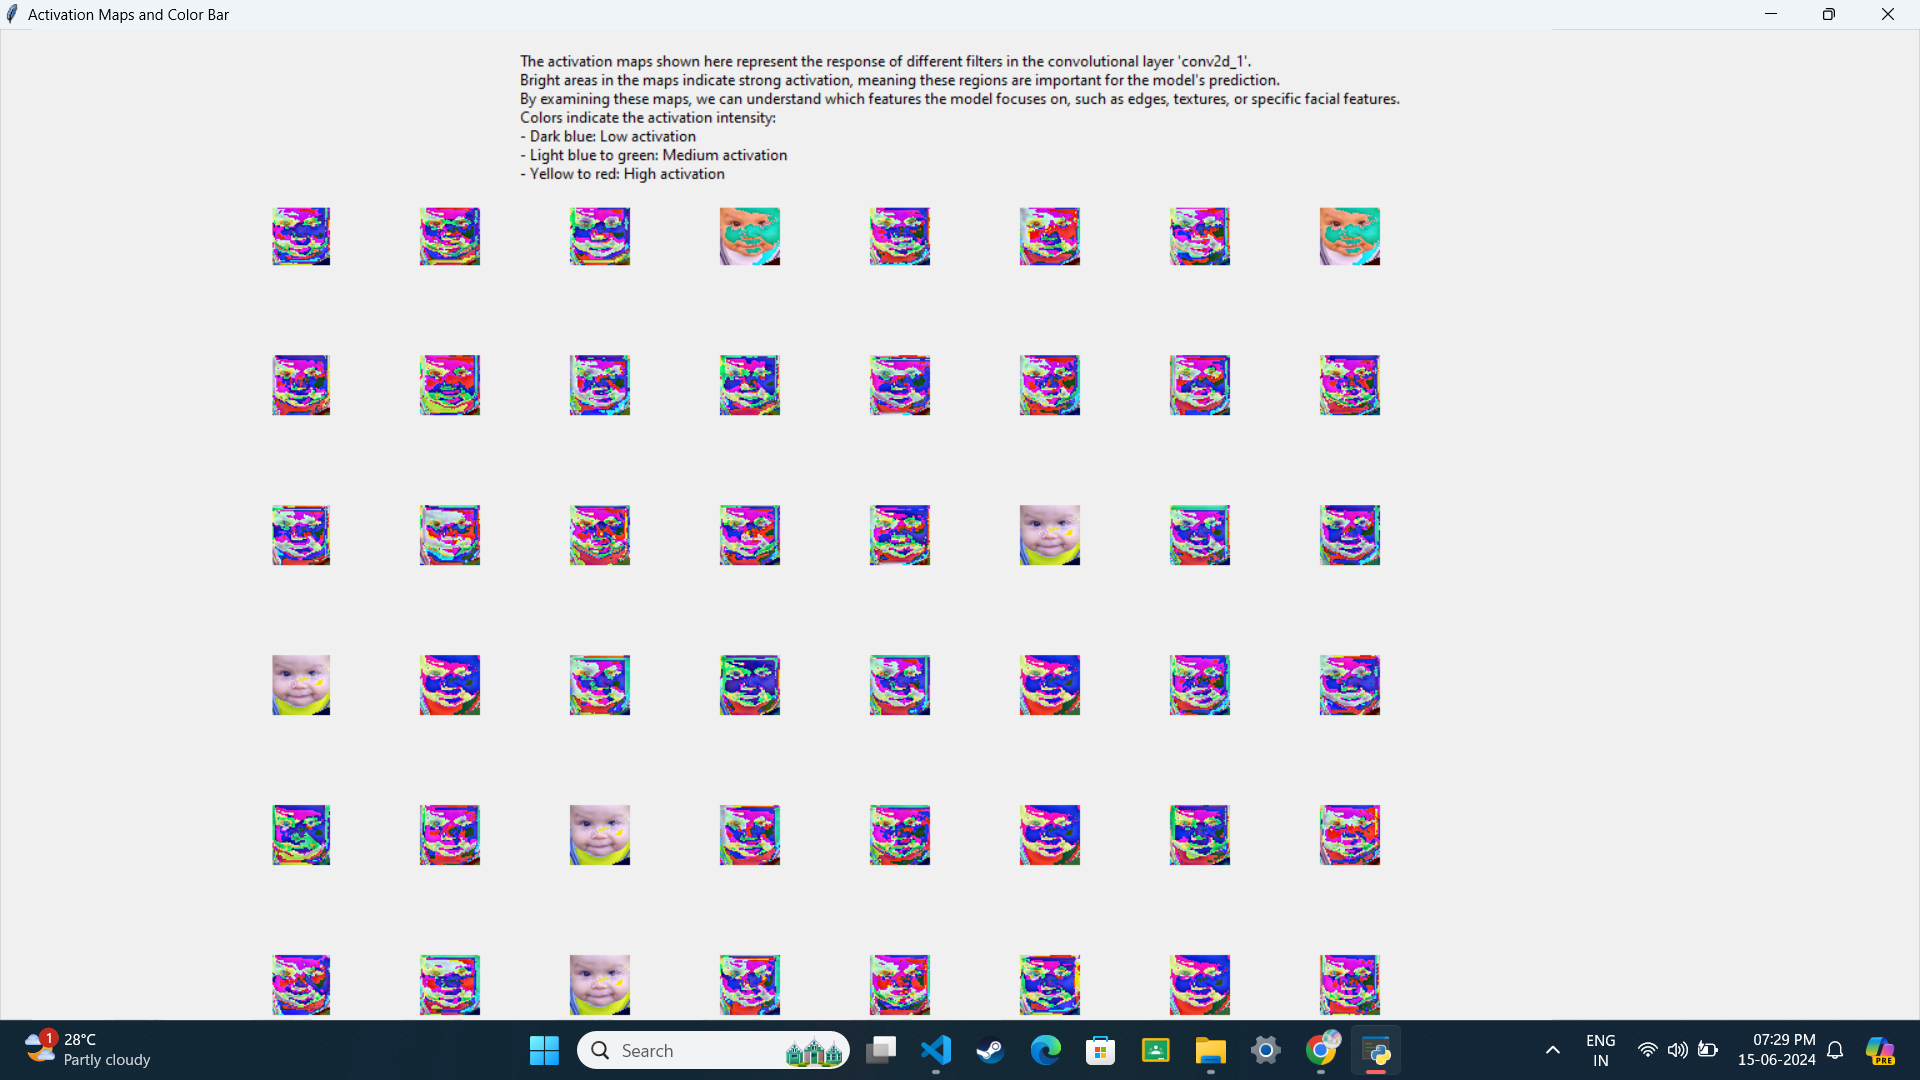 Activation Maps and Color Bar
The activation maps shown here represent the response of different filters in the convolutional layer 'conv2d_1'.
Bright areas in the maps indicate strong activation, meaning these regions are important for the model's prediction.
By examining these maps, we can understand which features the model focuses on, such as edges, textures, or specific facial features.
Colors indicate the activation intensity:
- Dark blue: Low activation
- Light blue to green: Medium activation
- Yellow to red: High activation
1
28°C
Partly cloudy
Search
ENG
IN
07:29 PM
15-06-2024
PRE